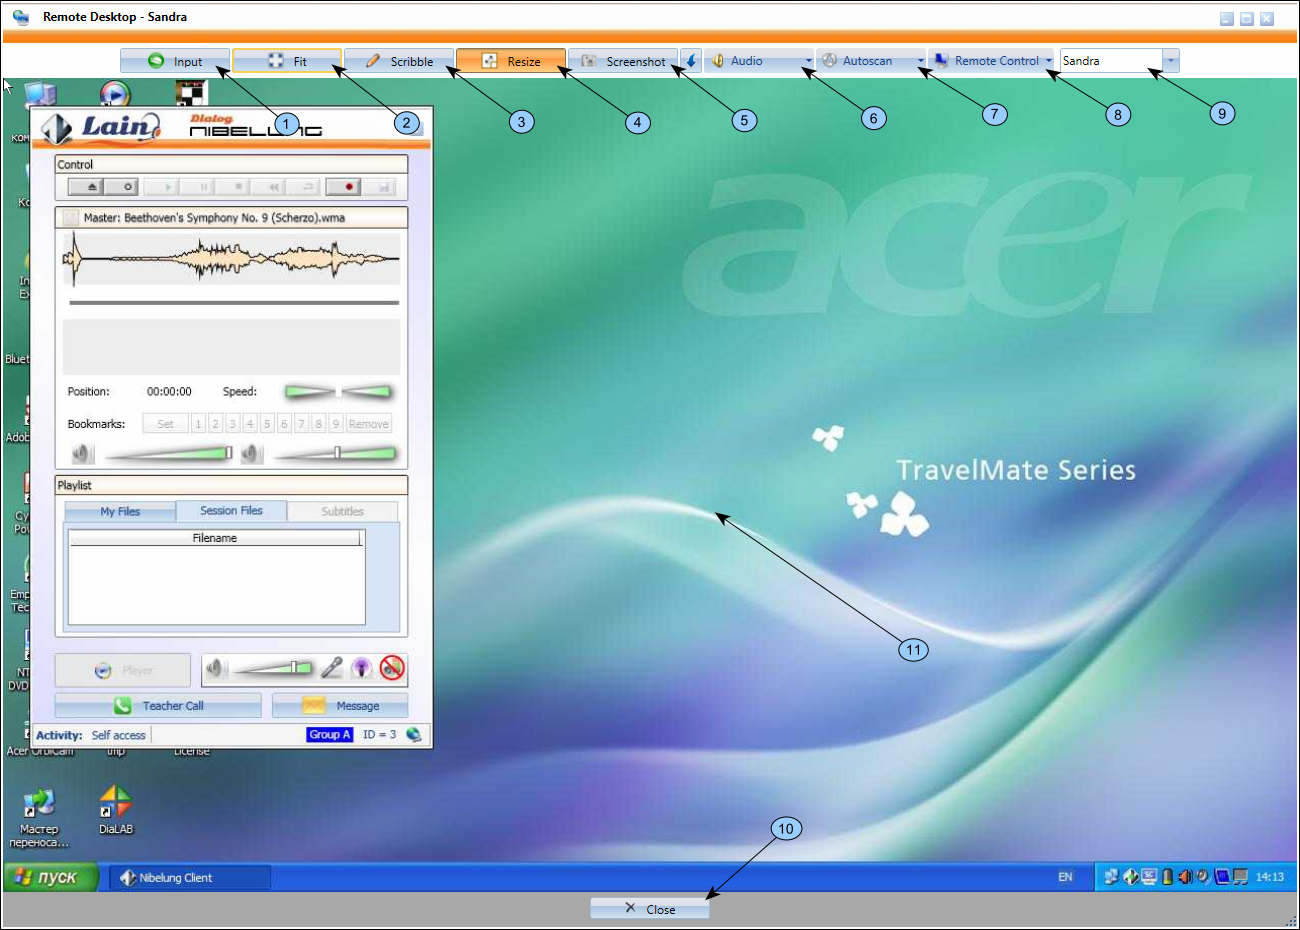 Remote Desktop - Sandra
Input
Fit
Scribble
Resize
Screenshot
Audio
Autoscan
Remote Control
Sandra
1
2
3
4
5
6
7
8
9
Lain
Dialog
NIBELUNG
Control
Master: Beethoven's Symphony No. 9 (Scherzo).wma
Position: 00:00:00 Speed:
Bookmarks: Set 1 2 3 4 5 6 7 8 9 Remove
Playlist
My Files Session Files Subtitles
Filename
Player
Teacher Call Message
Activity: Self access Group A ID = 3
acer
TravelMate Series
11
Acer OrbiCam
tmp
License
Мастер
переноса...
DiaLAB
10
пуск
Nibelung Client
EN
14:13
Close